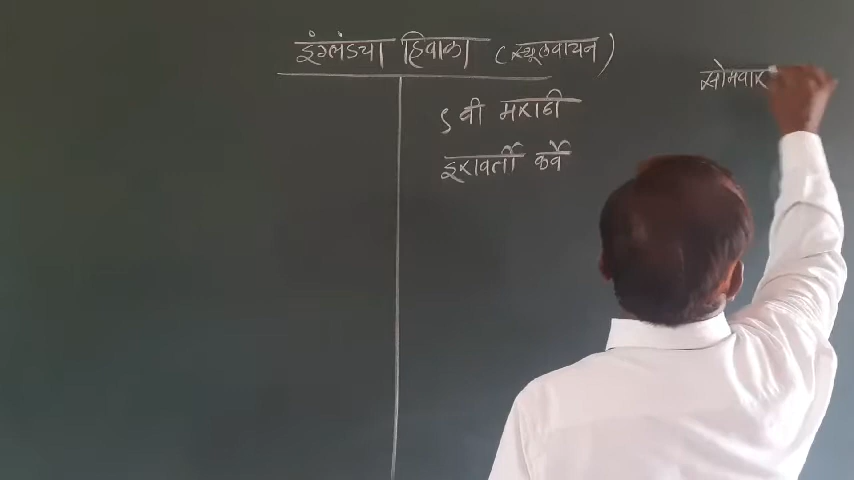 इंग्लंडचा हिवाळा (स्थूलवाचन)
सोमवार
९ वी मराठी
इरावती कर्वे